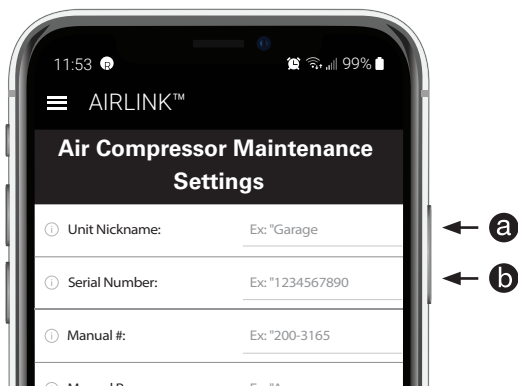 11:53 R 99%
AIRLINK™
Air Compressor Maintenance
Settings
Unit Nickname: Ex: "Garage
a
Serial Number: Ex: "1234567890
b
Manual #: Ex: "200-3165